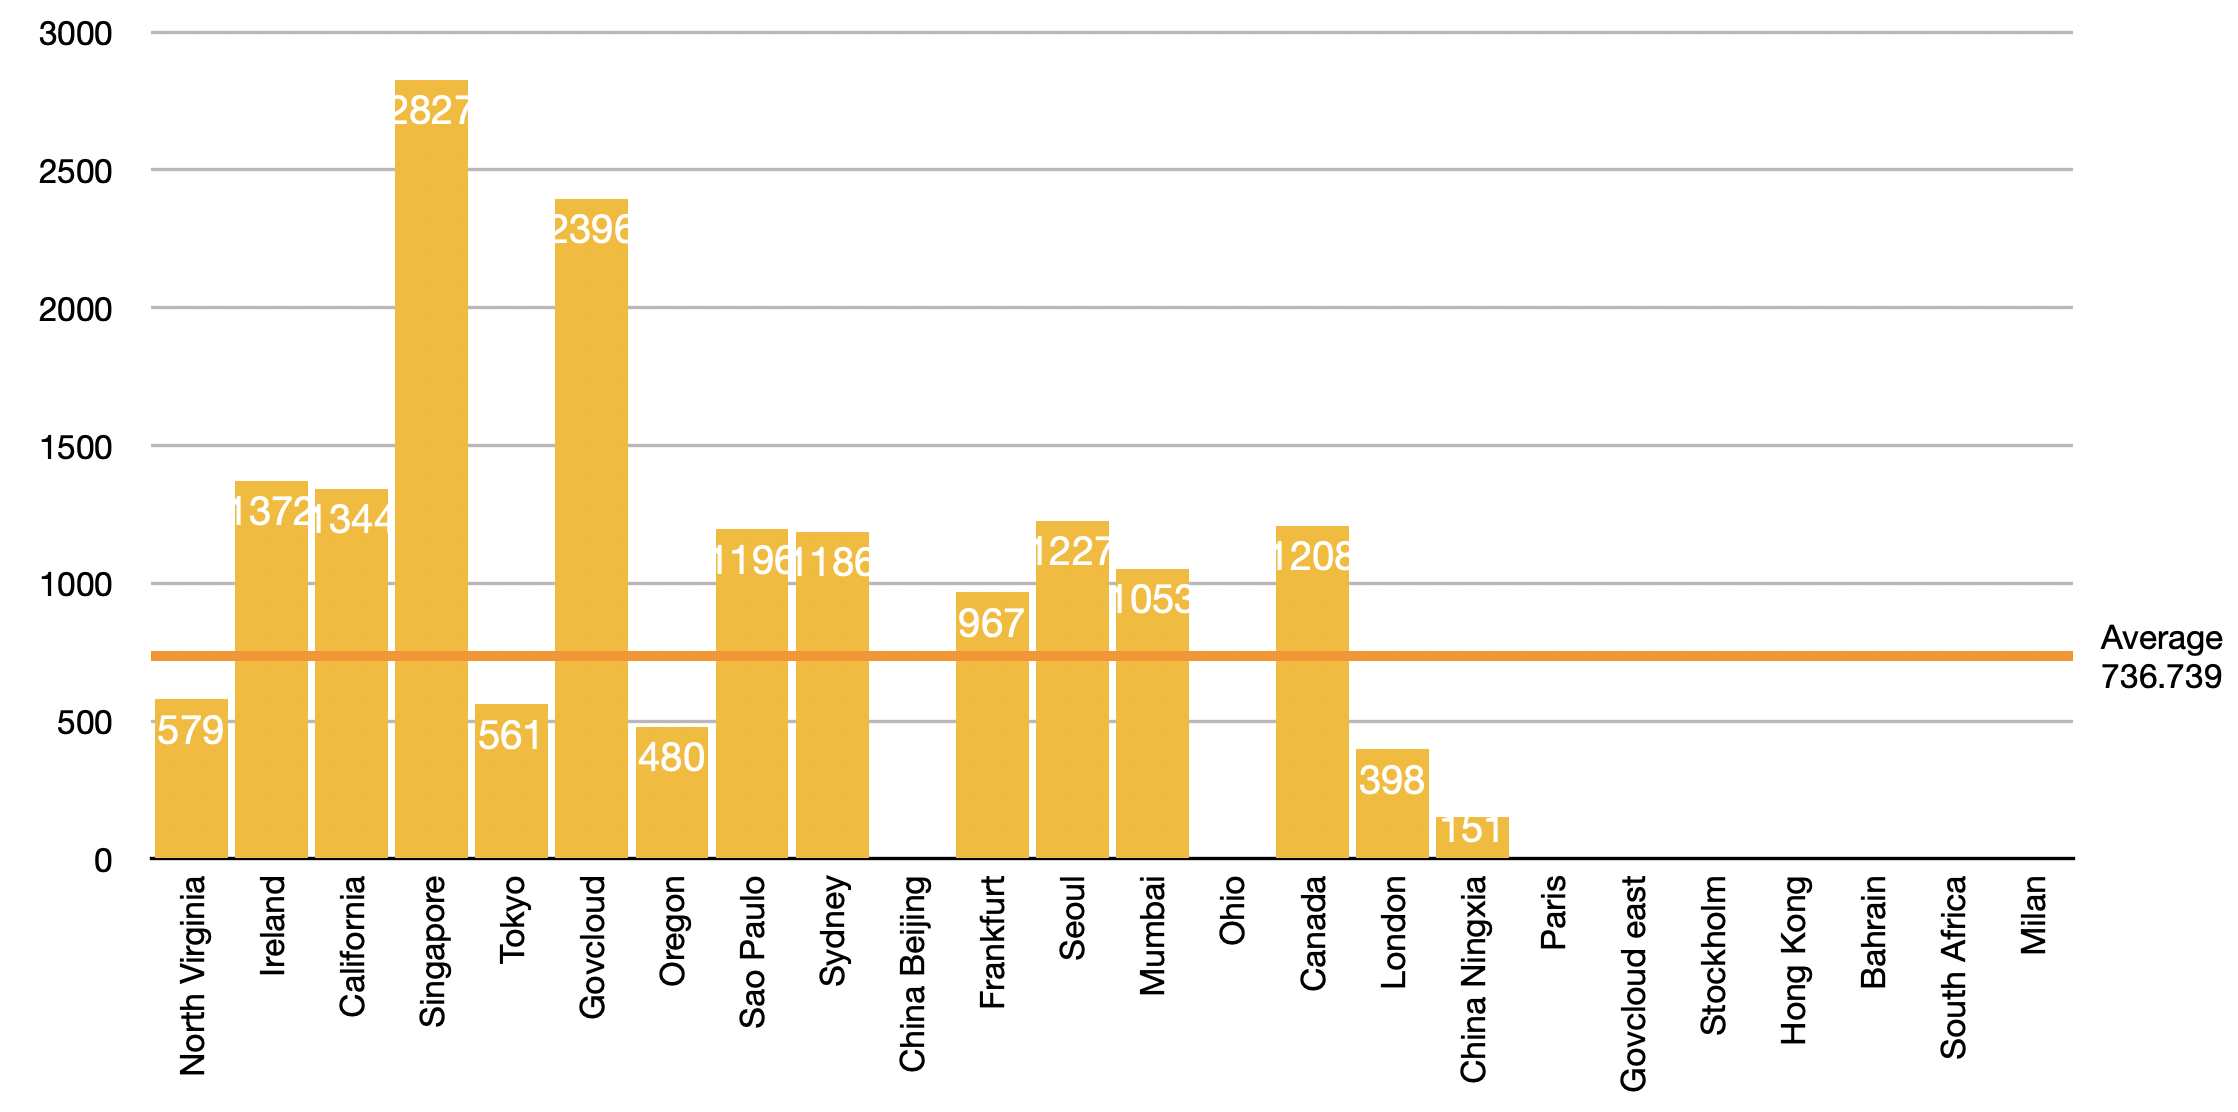 3000
2500
2000
1500
1000
500
0
579
1372
1344
2827
561
2396
480
1196
1186
967
1227
1053
1208
398
151
Average
736.739
North Virginia
Ireland
California
Singapore
Tokyo
Govcloud
Oregon
Sao Paulo
Sydney
China Beijing
Frankfurt
Seoul
Mumbai
Ohio
Canada
London
China Ningxia
Paris
Govcloud east
Stockholm
Hong Kong
Bahrain
South Africa
Milan